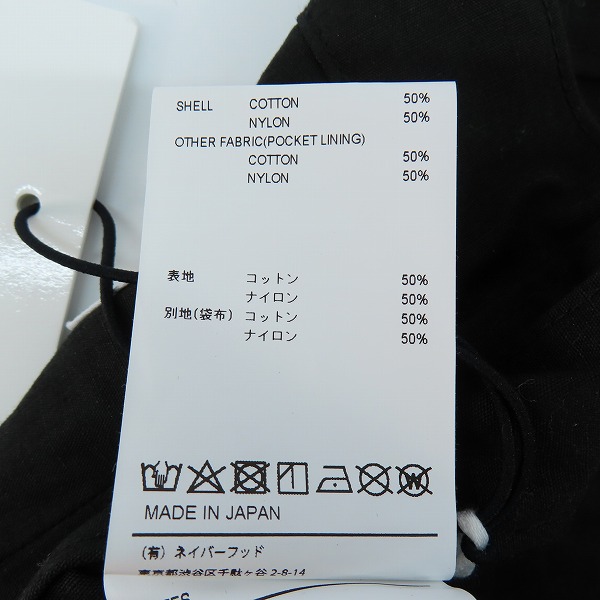 SHELL COTTON 50%
NYLON 50%
OTHER FABRIC(POCKET LINING)
COTTON 50%
NYLON 50%
表地 コットン 50%
ナイロン 50%
別地(袋布) コットン 50%
ナイロン 50%
MADE IN JAPAN
(有) ネイバーフッド
東京都渋谷区千駄ヶ谷 2-8-14